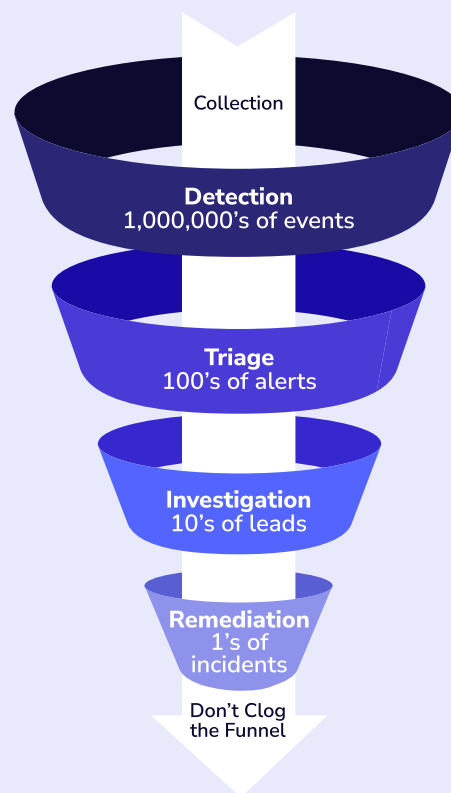 Collection
Detection
1,000,000’s of events
Triage
100’s of alerts
Investigation
10’s of leads
Remediation
1’s of
incidents
Don’t Clog
the Funnel